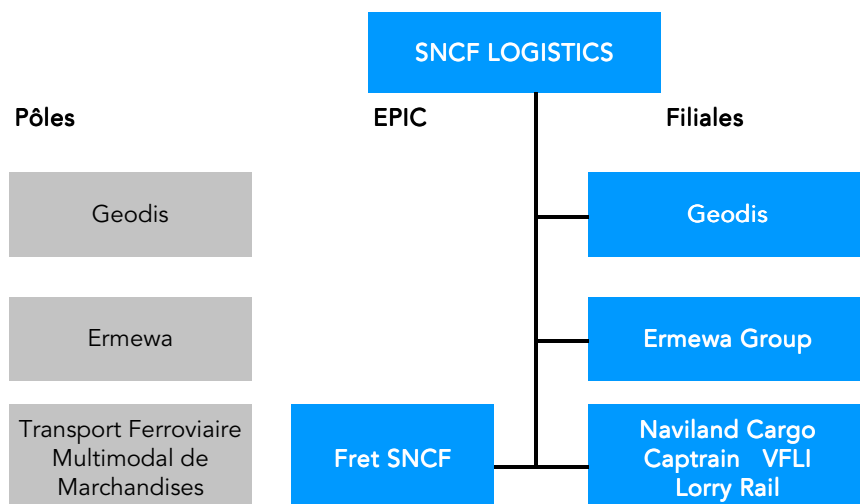 SNCF LOGISTICS
Pôles
EPIC
Filiales
Geodis
Geodis
Ermewa
Ermewa Group
Transport Ferroviaire
Multimodal de
Marchandises
Fret SNCF
Naviland Cargo
Captrain VFLI
Lorry Rail